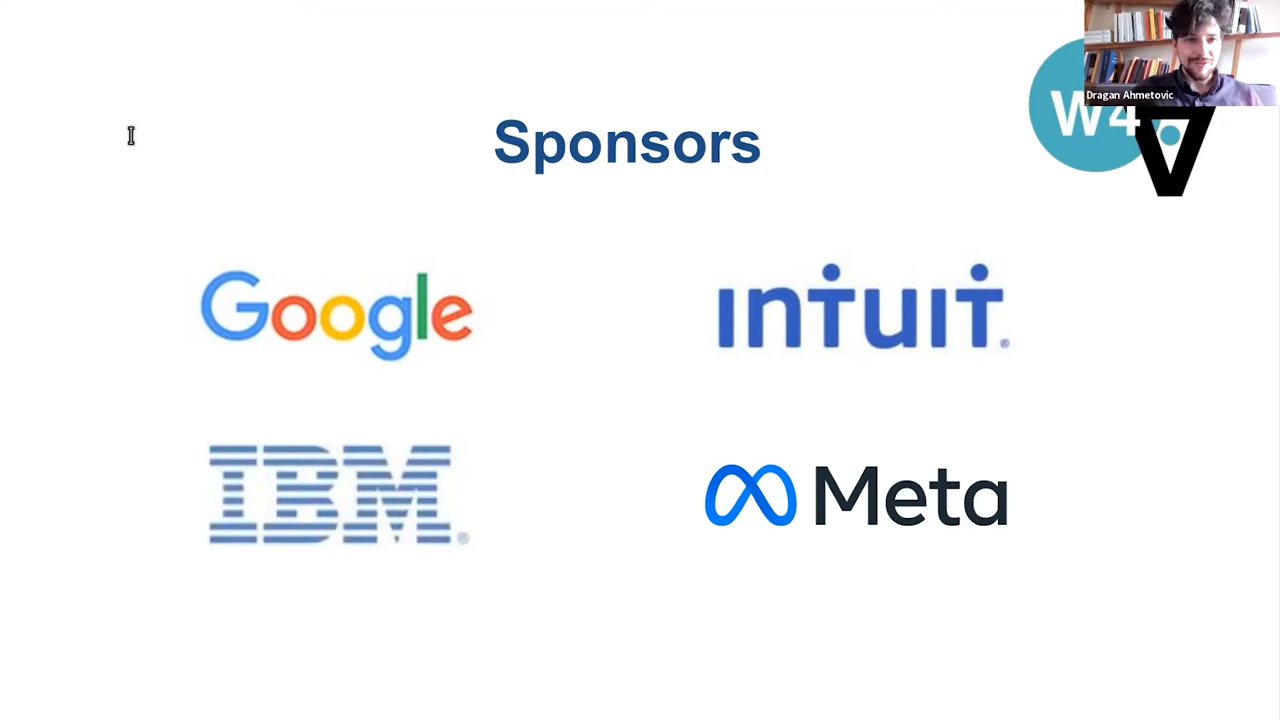 Dragan Ahmetovic
W4
Sponsors
Google
INTUIT
®
IBM
®
Meta